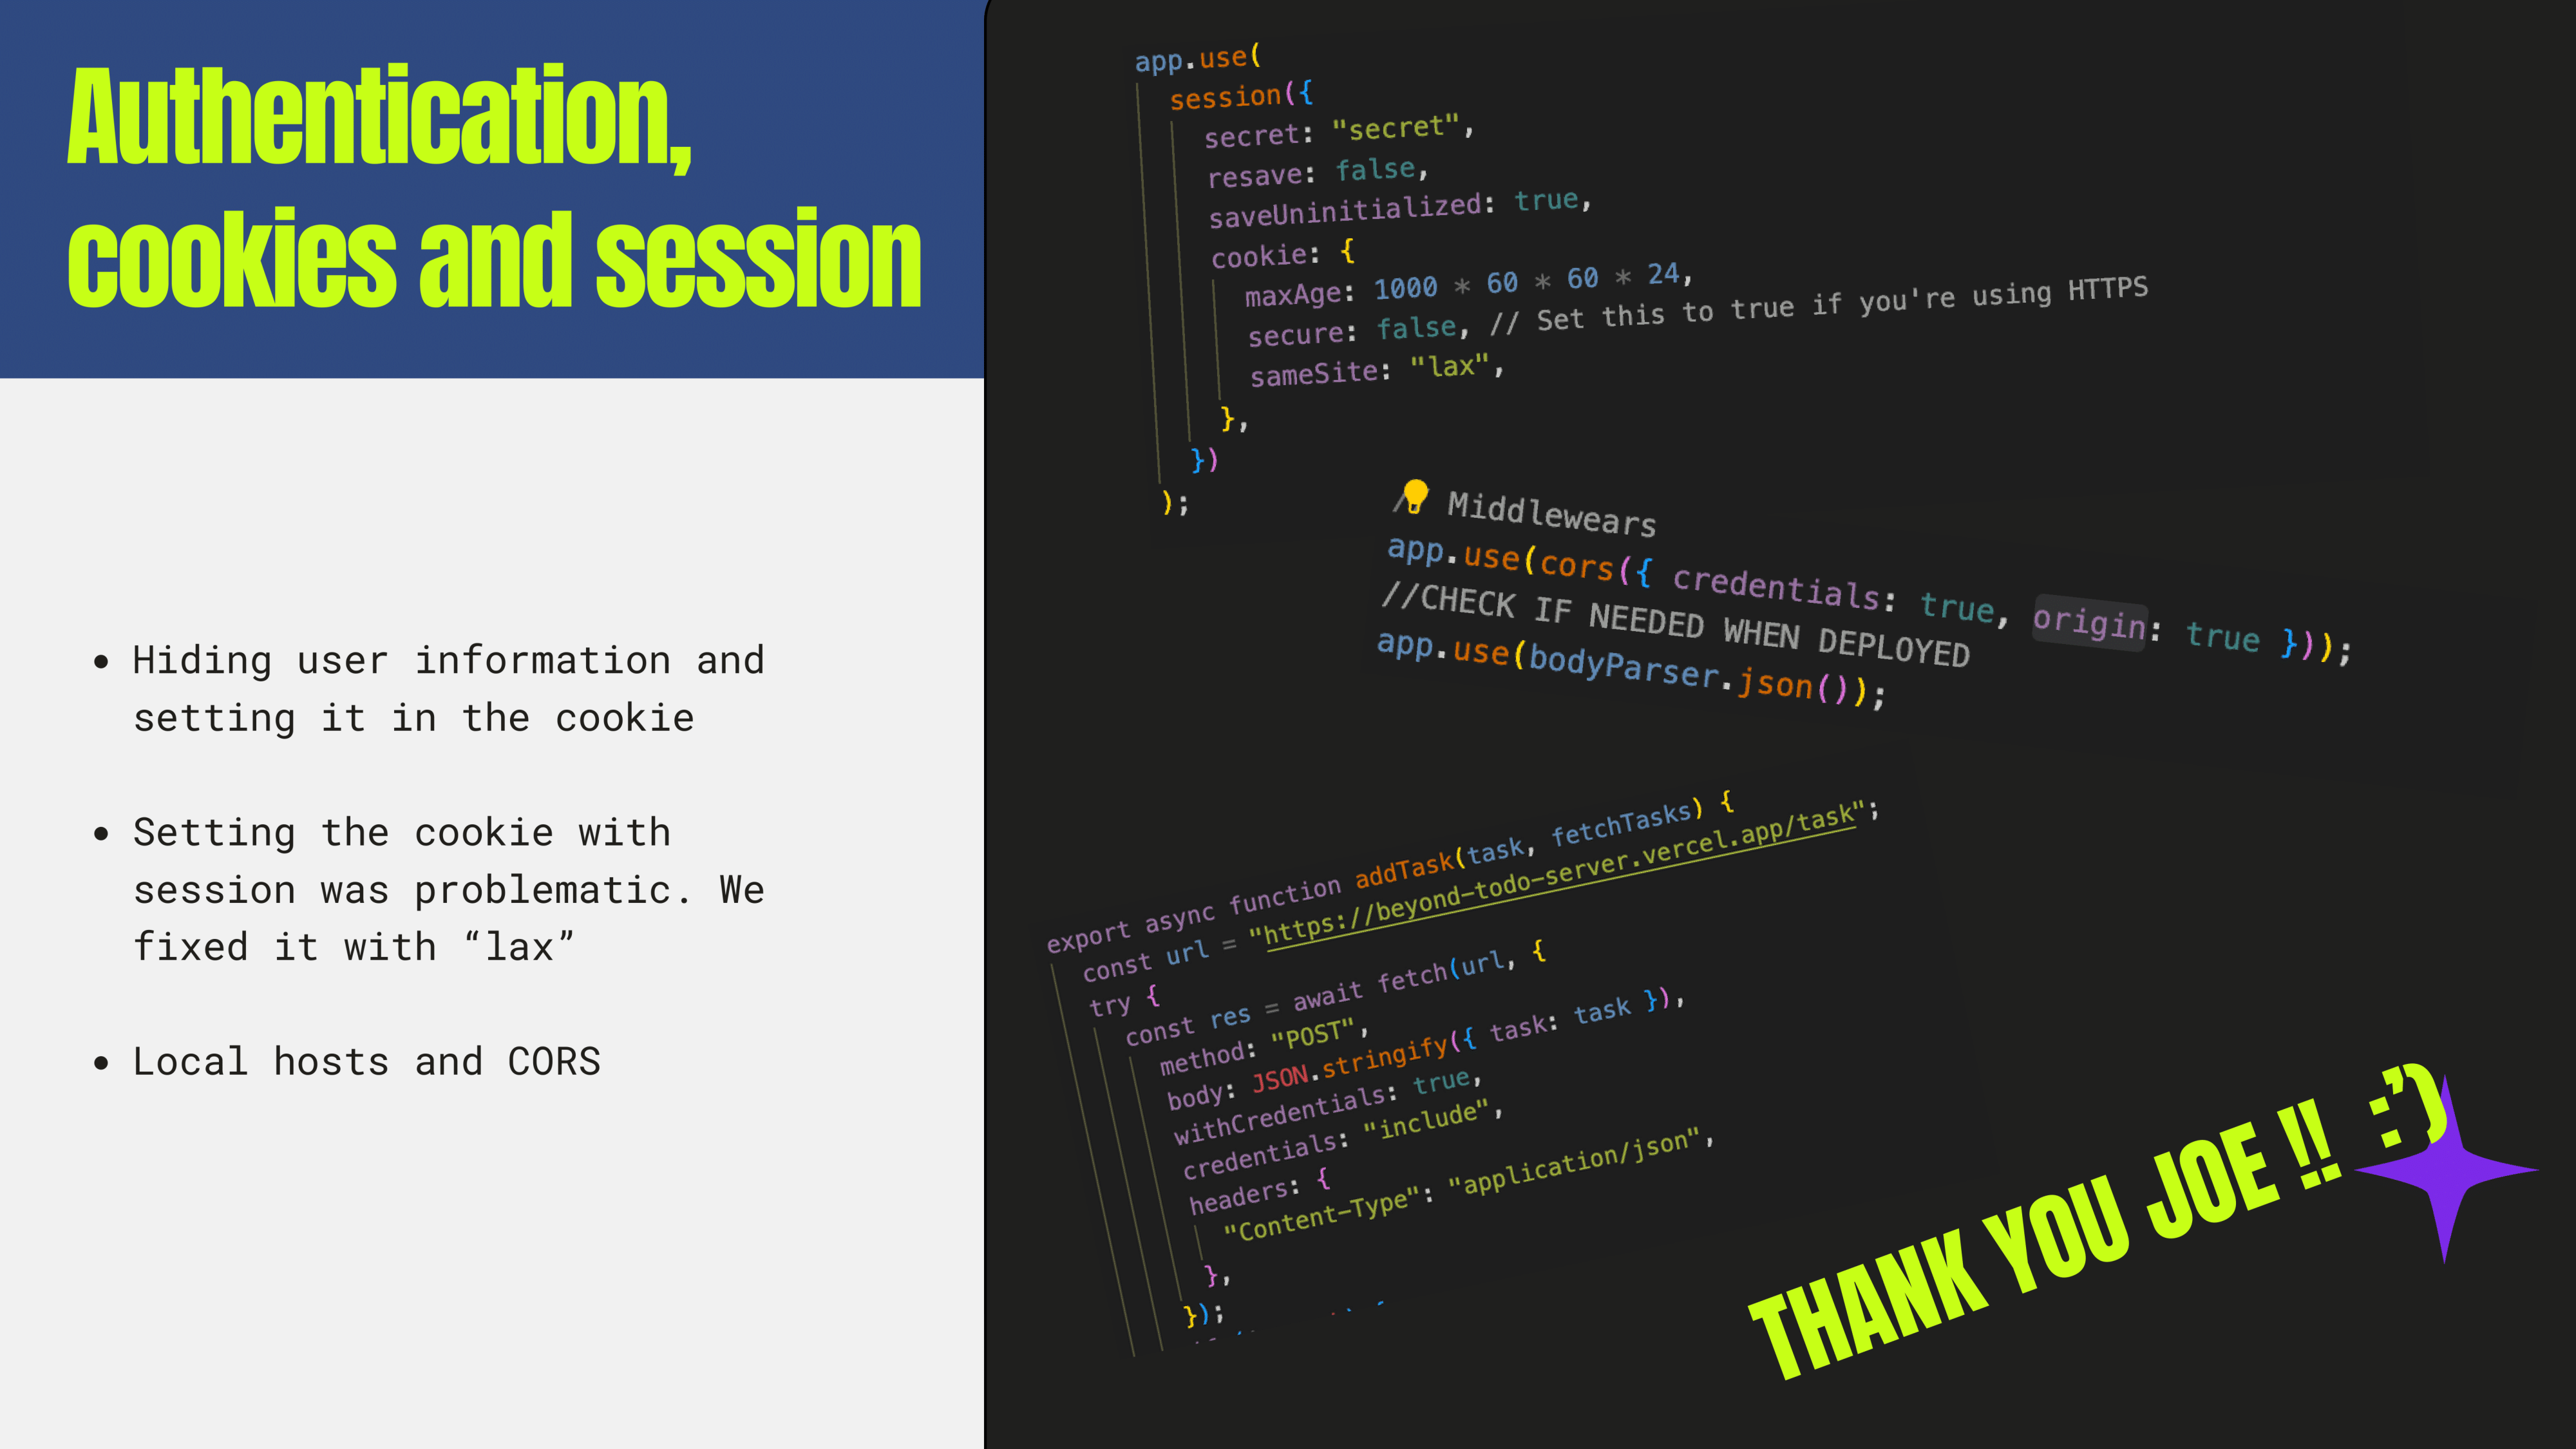 Authentication,
cookies and session
• Hiding user information and
setting it in the cookie
• Setting the cookie with
session was problematic. We
fixed it with “lax”
• Local hosts and CORS
app.use(
session({
secret: "secret",
resave: false,
saveUninitialized: true,
cookie: {
maxAge: 1000 * 60 * 60 * 24,
secure: false, // Set this to true if you're using HTTPS
sameSite: "lax",
},
})
);
/ Middlewears
app.use(cors({ credentials: true, origin: true }));
//CHECK IF NEEDED WHEN DEPLOYED
app.use(bodyParser.json());
export async function addTask(task, fetchTasks) {
const url = "https://beyond-todo-server.vercel.app/task";
try {
const res = await fetch(url, {
method: "POST",
body: JSON.stringify({ task: task }),
withCredentials: true,
credentials: "include",
headers: {
"Content-Type": "application/json",
},
});
THANK YOU JOE !! :')